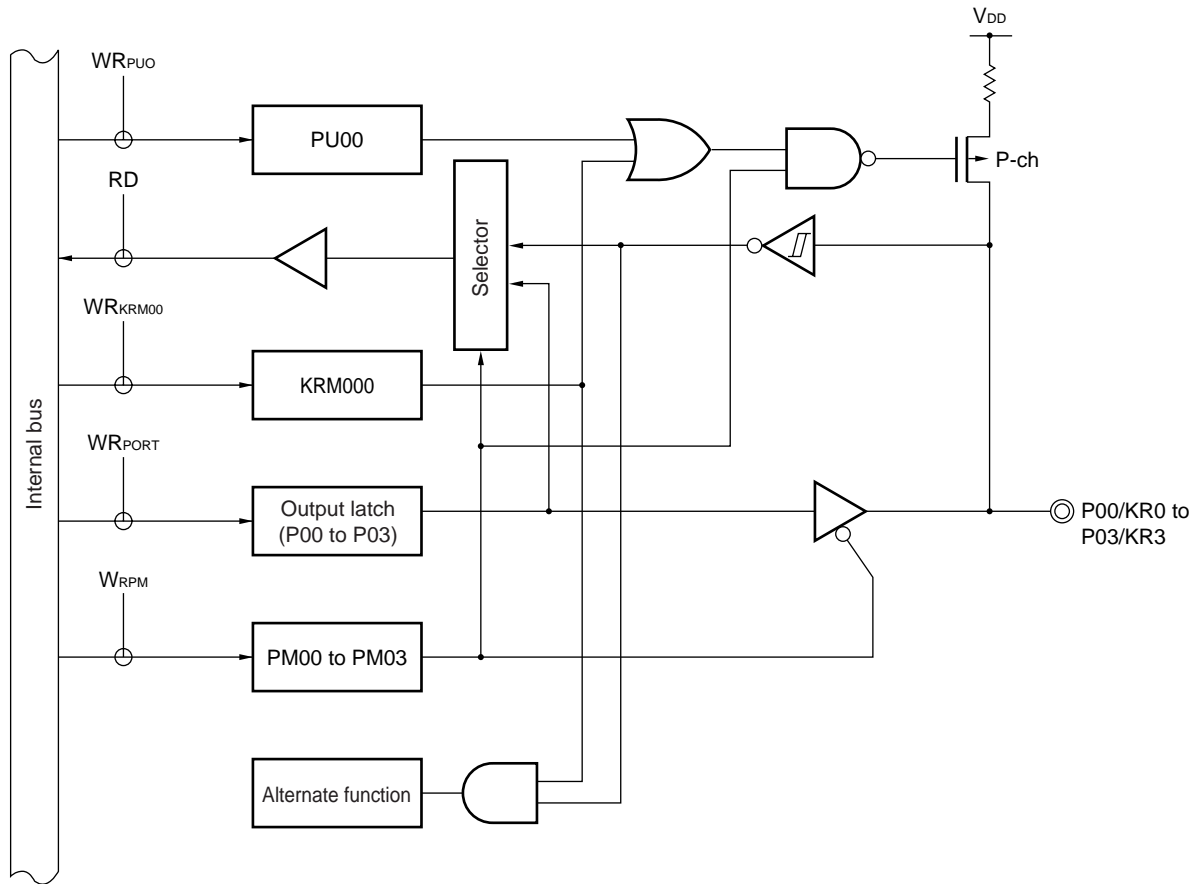 VDD
WRPUO
PU00
P-ch
RD
Selector
WRKRM00
KRM000
Internal bus
WRPORT
Output latch
(P00 to P03)
P00/KR0 to
P03/KR3
WRPM
PM00 to PM03
Alternate function